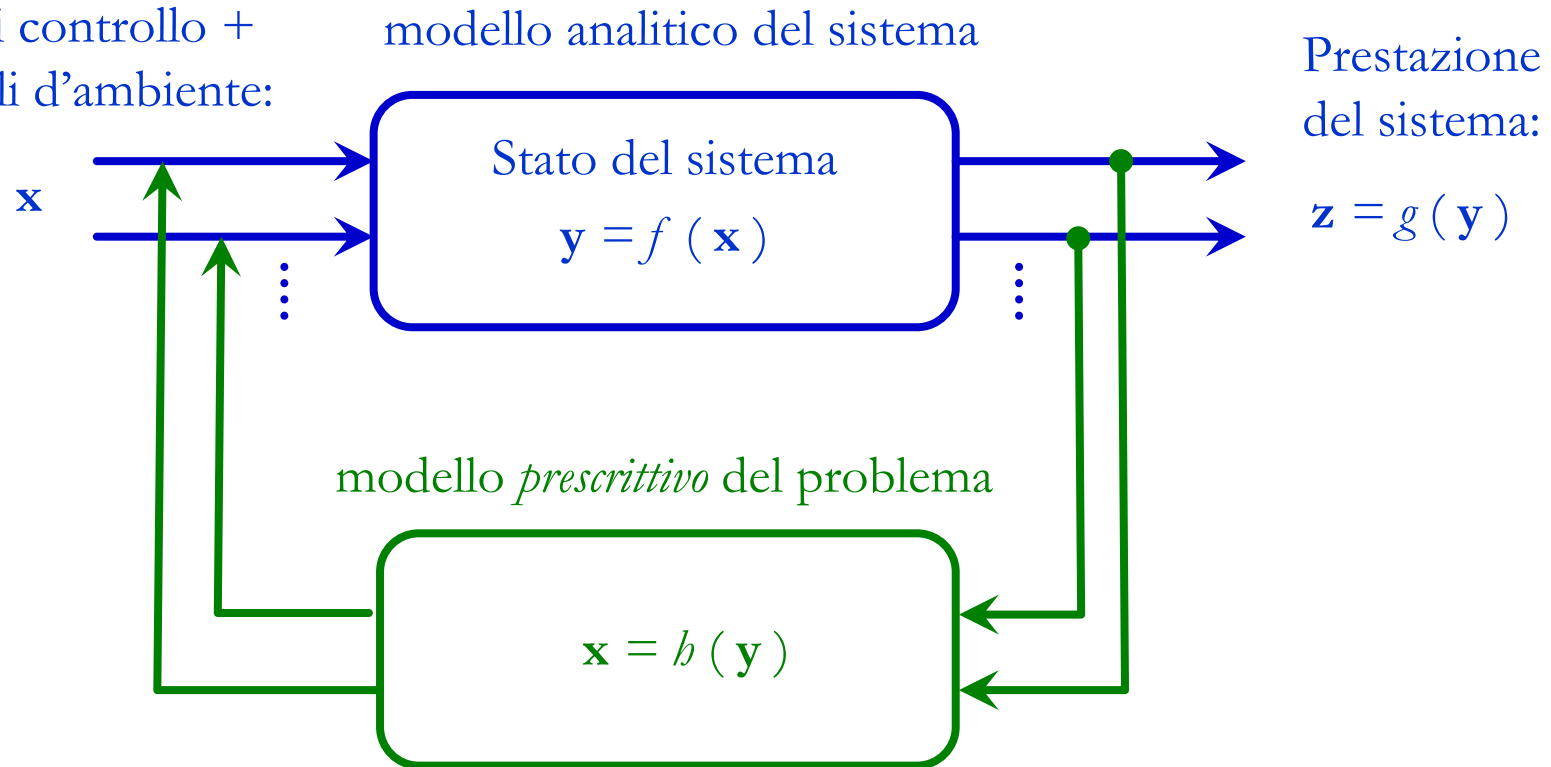 i controllo +
li d'ambiente:
x
modello analitico del sistema
Stato del sistema
y = f ( x )
Prestazione
del sistema:
z = g ( y )
modello prescrittivo del problema
x = h ( y )